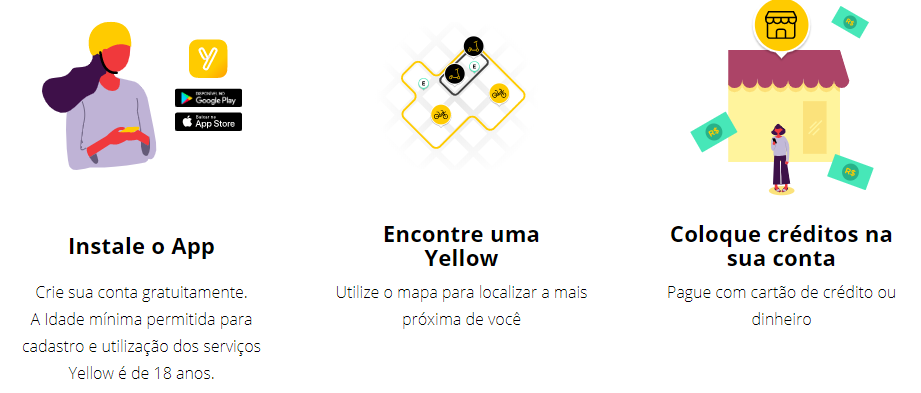 DISPONÍVEL NO
Google Play
Baixar na
App Store
Instale o App
Crie sua conta gratuitamente.
A Idade mínima permitida para
cadastro e utilização dos serviços
Yellow é de 18 anos.
E
E
Encontre uma
Yellow
Utilize o mapa para localizar a mais
próxima de você
R$
R$
R$
Coloque créditos na
sua conta
Pague com cartão de crédito ou
dinheiro